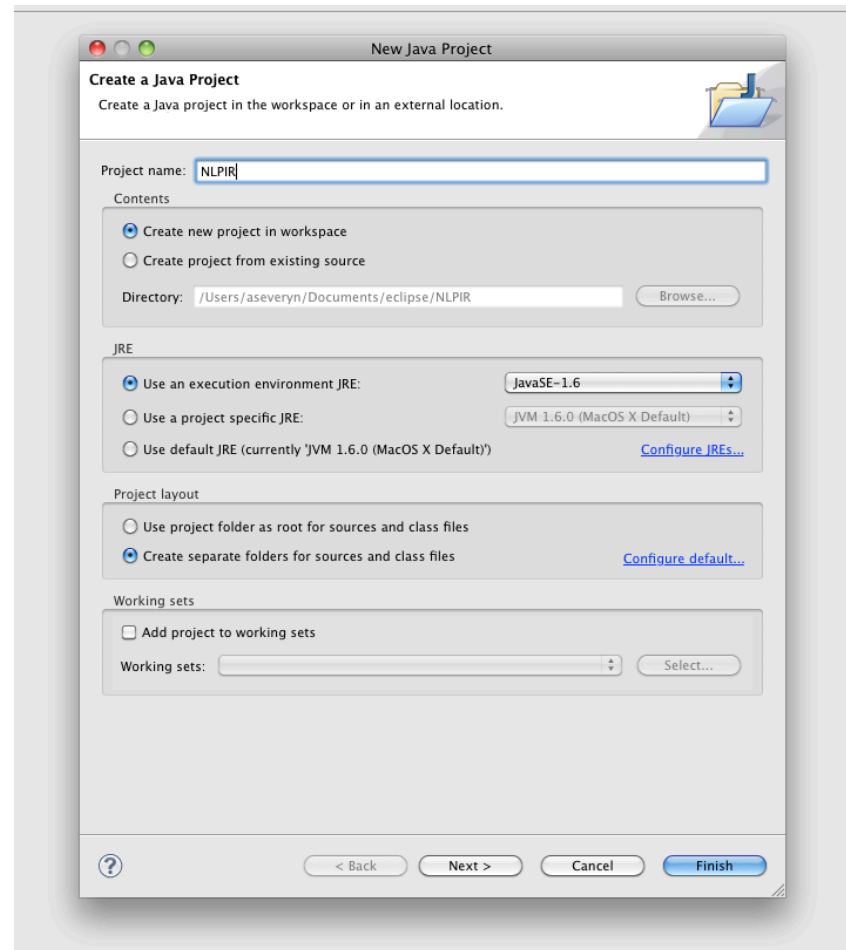 New Java Project
Create a Java Project
Create a Java project in the workspace or in an external location.
Project name: NLPIR
Contents
Create new project in workspace
Create project from existing source
Directory: /Users/aseveryn/Documents/eclipse/NLPIR Browse...
JRE
Use an execution environment JRE: JavaSE-1.6
Use a project specific JRE: JVM 1.6.0 (MacOS X Default)
Use default JRE (currently 'JVM 1.6.0 (MacOS X Default)') Configure JREs...
Project layout
Use project folder as root for sources and class files
Create separate folders for sources and class files Configure default...
Working sets
Add project to working sets
Working sets: Select...
? < Back Next > Cancel Finish